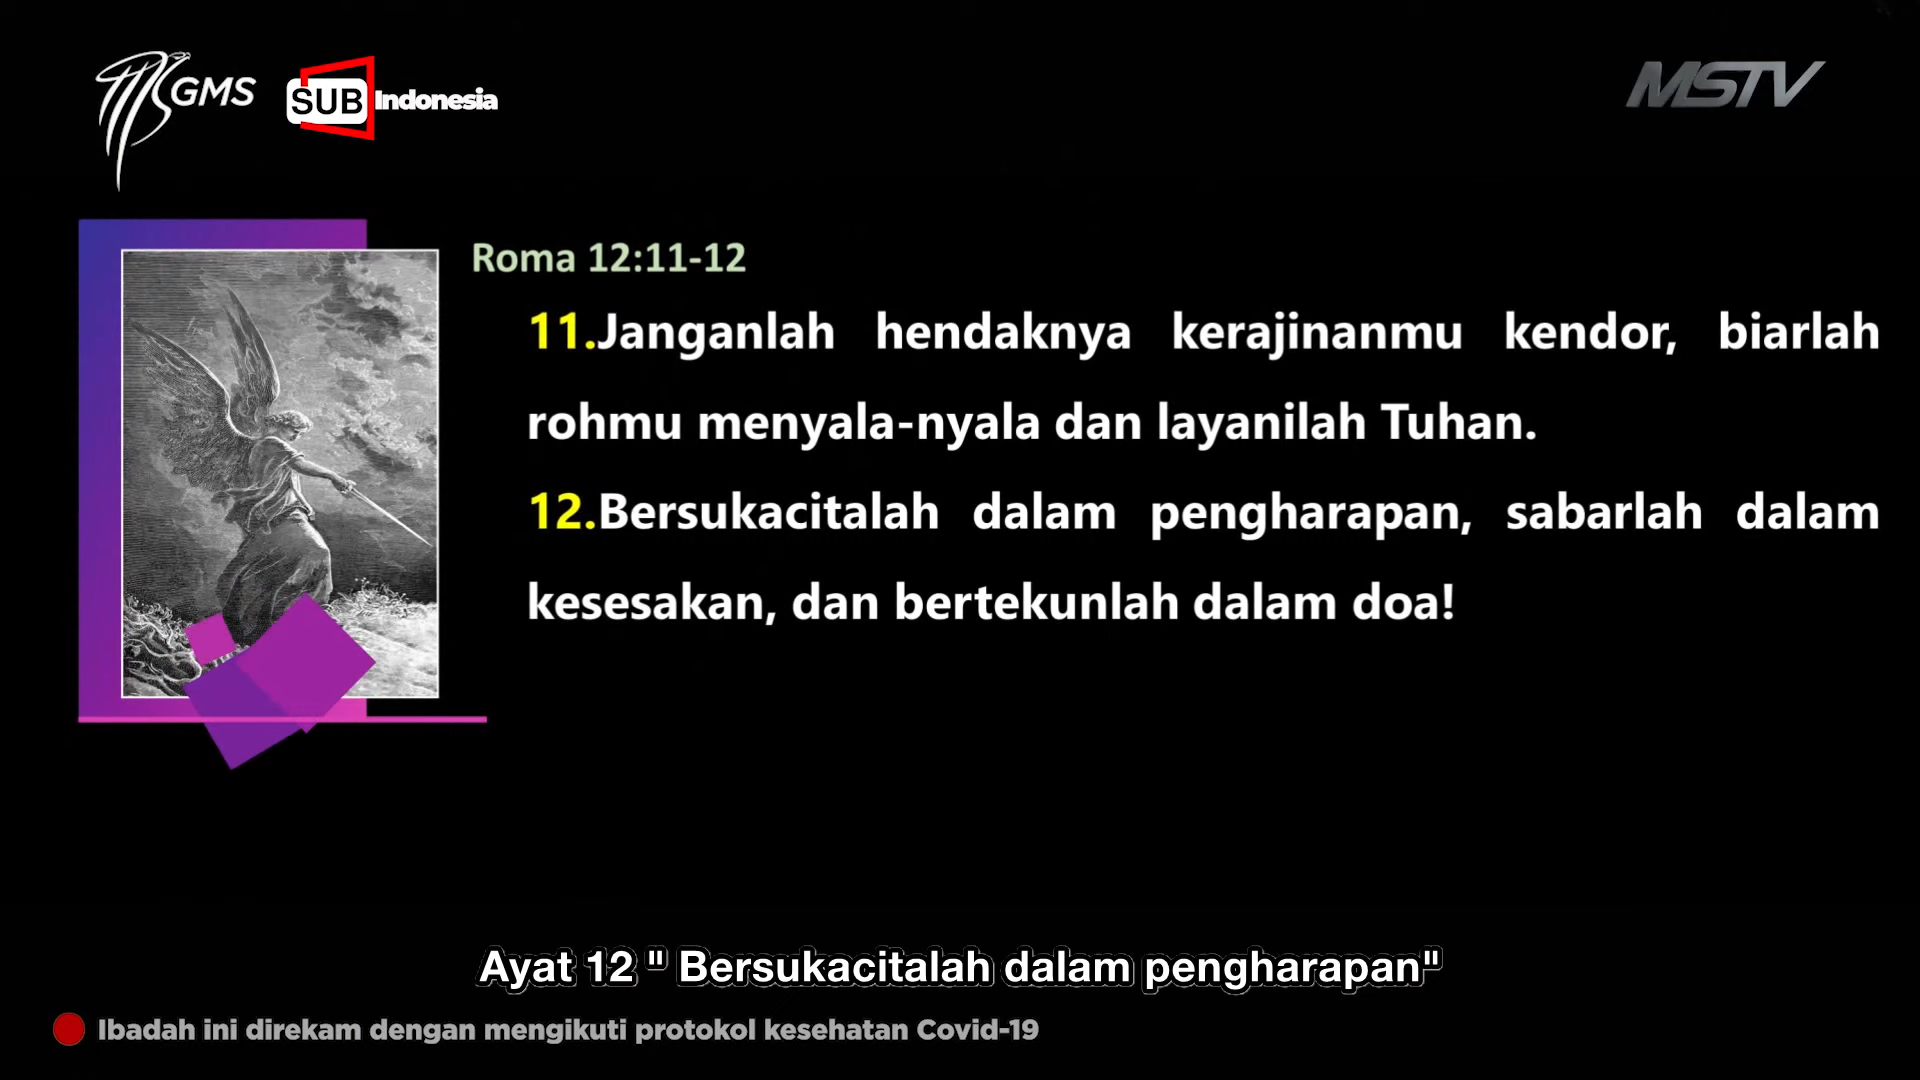 GMS
SUB Indonesia
MSTV
Roma 12:11-12
11.Janganlah hendaknya kerajinanmu kendor, biarlah
rohmu menyala-nyala dan layanilah Tuhan.
12.Bersukacitalah dalam pengharapan, sabarlah dalam
kesesakan, dan bertekunlah dalam doa!
Ayat 12 " Bersukacitalah dalam pengharapan"
Ibadah ini direkam dengan mengikuti protokol kesehatan Covid-19